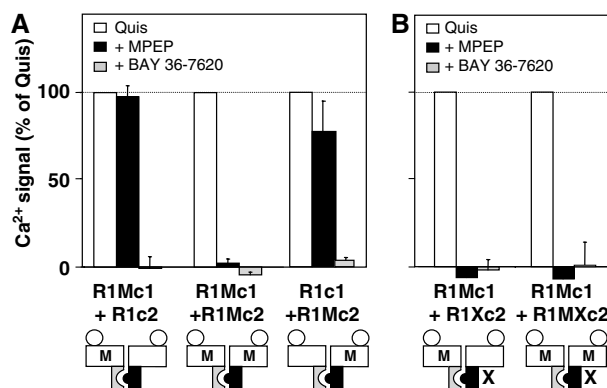 A
Quis
+ MPEP
+ BAY 36-7620
Ca²⁺ signal (% of Quis)
100
50
0
R1Mc1 + R1c2
R1Mc1 +R1Mc2
R1c1 +R1Mc2
M
M M
M
B
Quis
+ MPEP
+ BAY 36-7620
R1Mc1 + R1Xc2
R1Mc1 + R1MXc2
M
X
M M
X